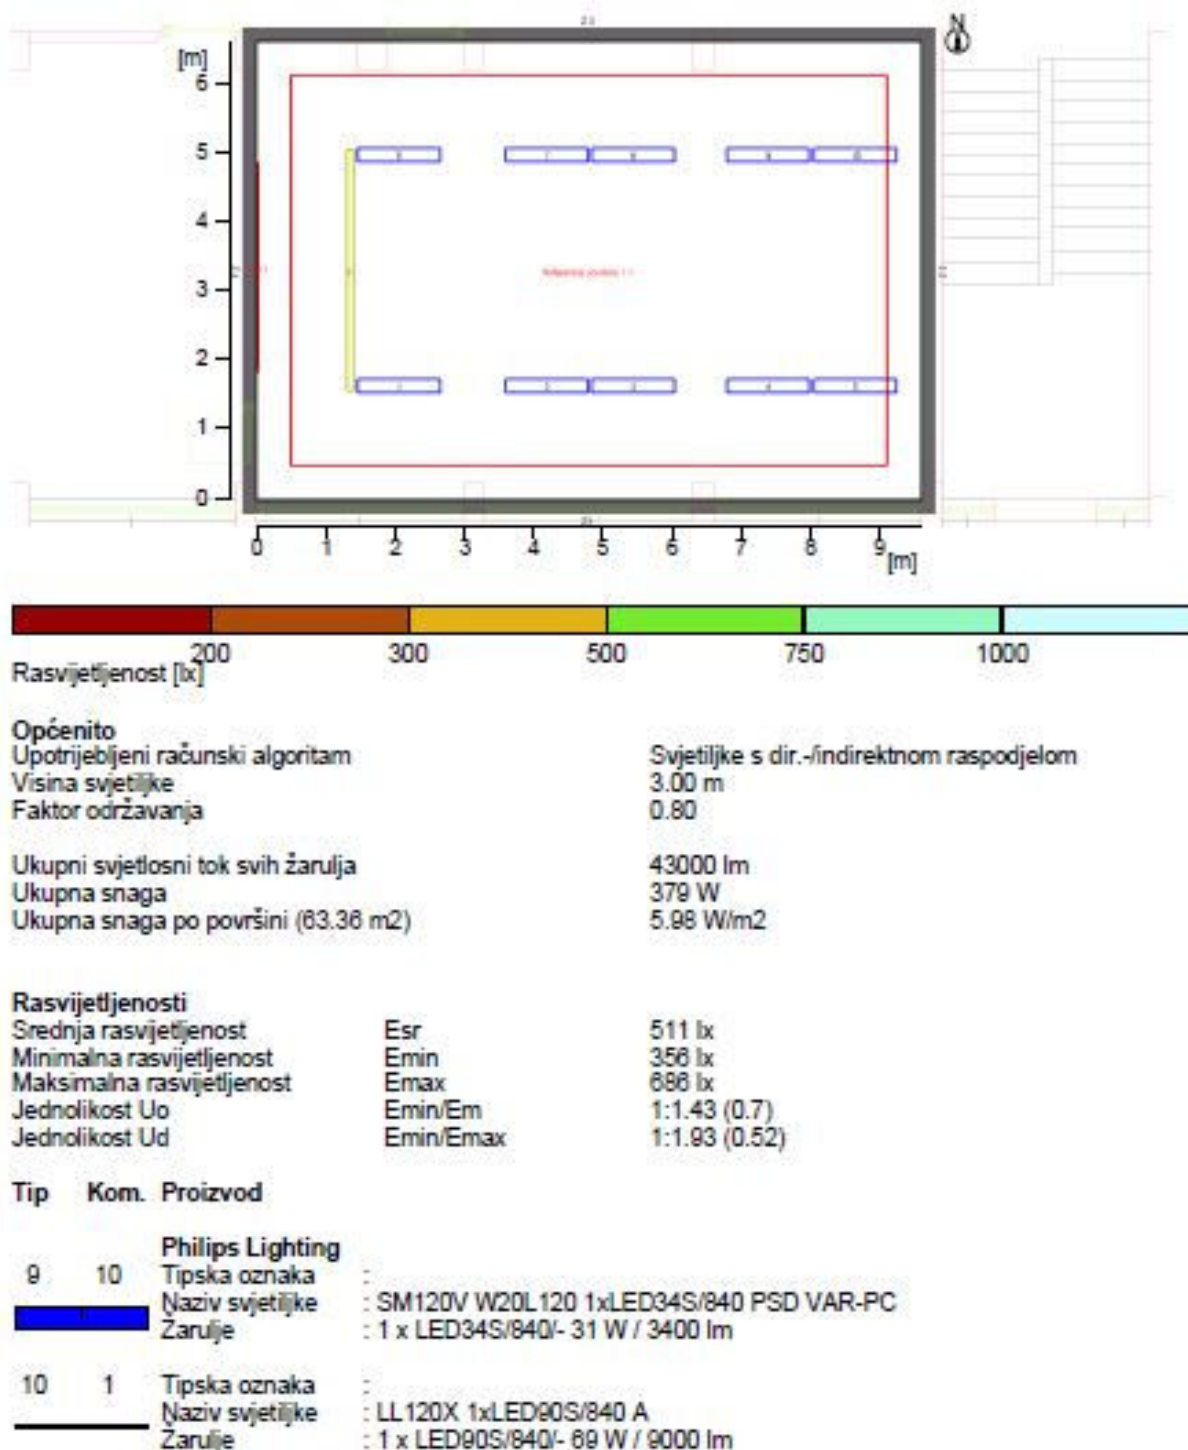 N
[m]
6
5
4
3
2
1
0
0 1 2 3 4 5 6 7 8 9
[m]
200 300 500 750 1000
Rasvijetljenost [lx]
Općenito
Upotrijebljeni računski algoritam Svjetiljke s dir.-/indirektnom raspodjelom
Visina svjetiljke 3.00 m
Faktor održavanja 0.80
Ukupni svjetlosni tok svih žarulja 43000 lm
Ukupna snaga 379 W
Ukupna snaga po površini (63.36 m2) 5.98 W/m2
Rasvijetljenosti
Srednja rasvijetljenost Esr 511 lx
Minimalna rasvijetljenost Emin 356 lx
Maksimalna rasvijetljenost Emax 686 lx
Jednolikost Uo Emin/Em 1:1.43 (0.7)
Jednolikost Ud Emin/Emax 1:1.93 (0.52)
Tip Kom. Proizvod
Philips Lighting
9 10 Tipska oznaka :
Naziv svjetiljke : SM120V W20L120 1xLED34S/840 PSD VAR-PC
Žarulje : 1 x LED34S/840/- 31 W / 3400 lm
10 1 Tipska oznaka :
Naziv svjetiljke : LL120X 1xLED90S/840 A
Žarulje : 1 x LED90S/840/- 69 W / 9000 lm